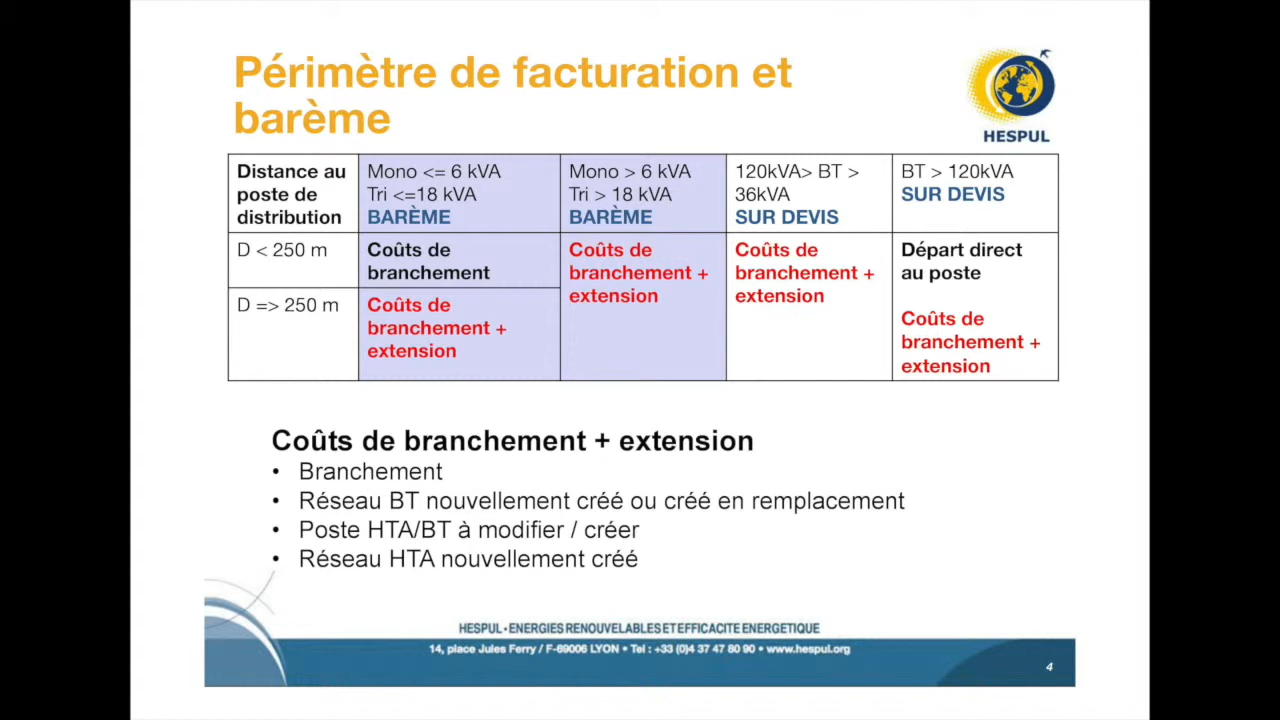 Périmètre de facturation et
barème
HESPUL
Distance au
poste de
distribution
Mono <= 6 kVA
Tri <=18 kVA
BARÈME
Mono > 6 kVA
Tri > 18 kVA
BARÈME
120kVA> BT >
36kVA
SUR DEVIS
BT > 120kVA
SUR DEVIS
D < 250 m
Coûts de
branchement
Coûts de
branchement +
extension
Coûts de
branchement +
extension
Départ direct
au poste
Coûts de
branchement +
extension
D => 250 m
Coûts de
branchement +
extension
Coûts de branchement + extension
• Branchement
• Réseau BT nouvellement créé ou créé en remplacement
• Poste HTA/BT à modifier / créer
• Réseau HTA nouvellement créé
HESPUL • ENERGIES RENOUVELABLES ET EFFICACITE ENERGETIQUE
14, place Jules Ferry / F-69006 LYON • Tel : +33 (0)4 37 47 80 90 • www.hespul.org
4